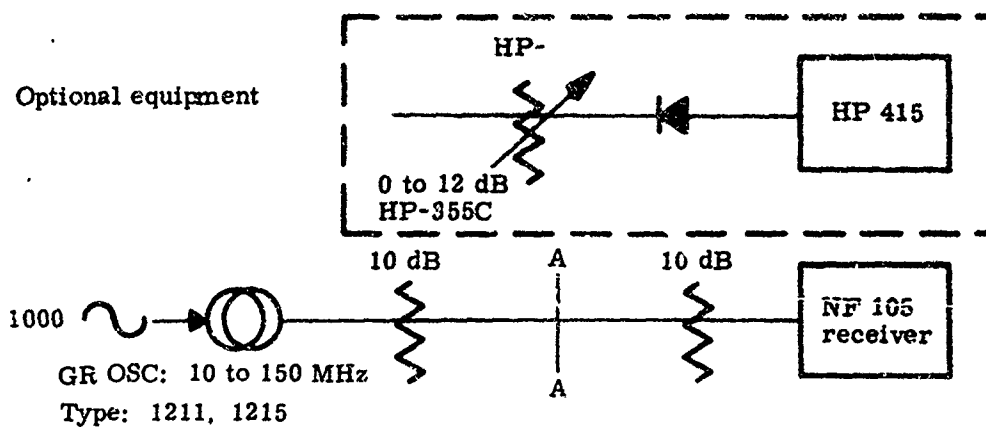 HP-
Optional equipment
HP 415
0 to 12 dB
HP-355C
10 dB
A
10 dB
1000
NF 105
receiver
A
GR OSC: 10 to 150 MHz
Type: 1211, 1215